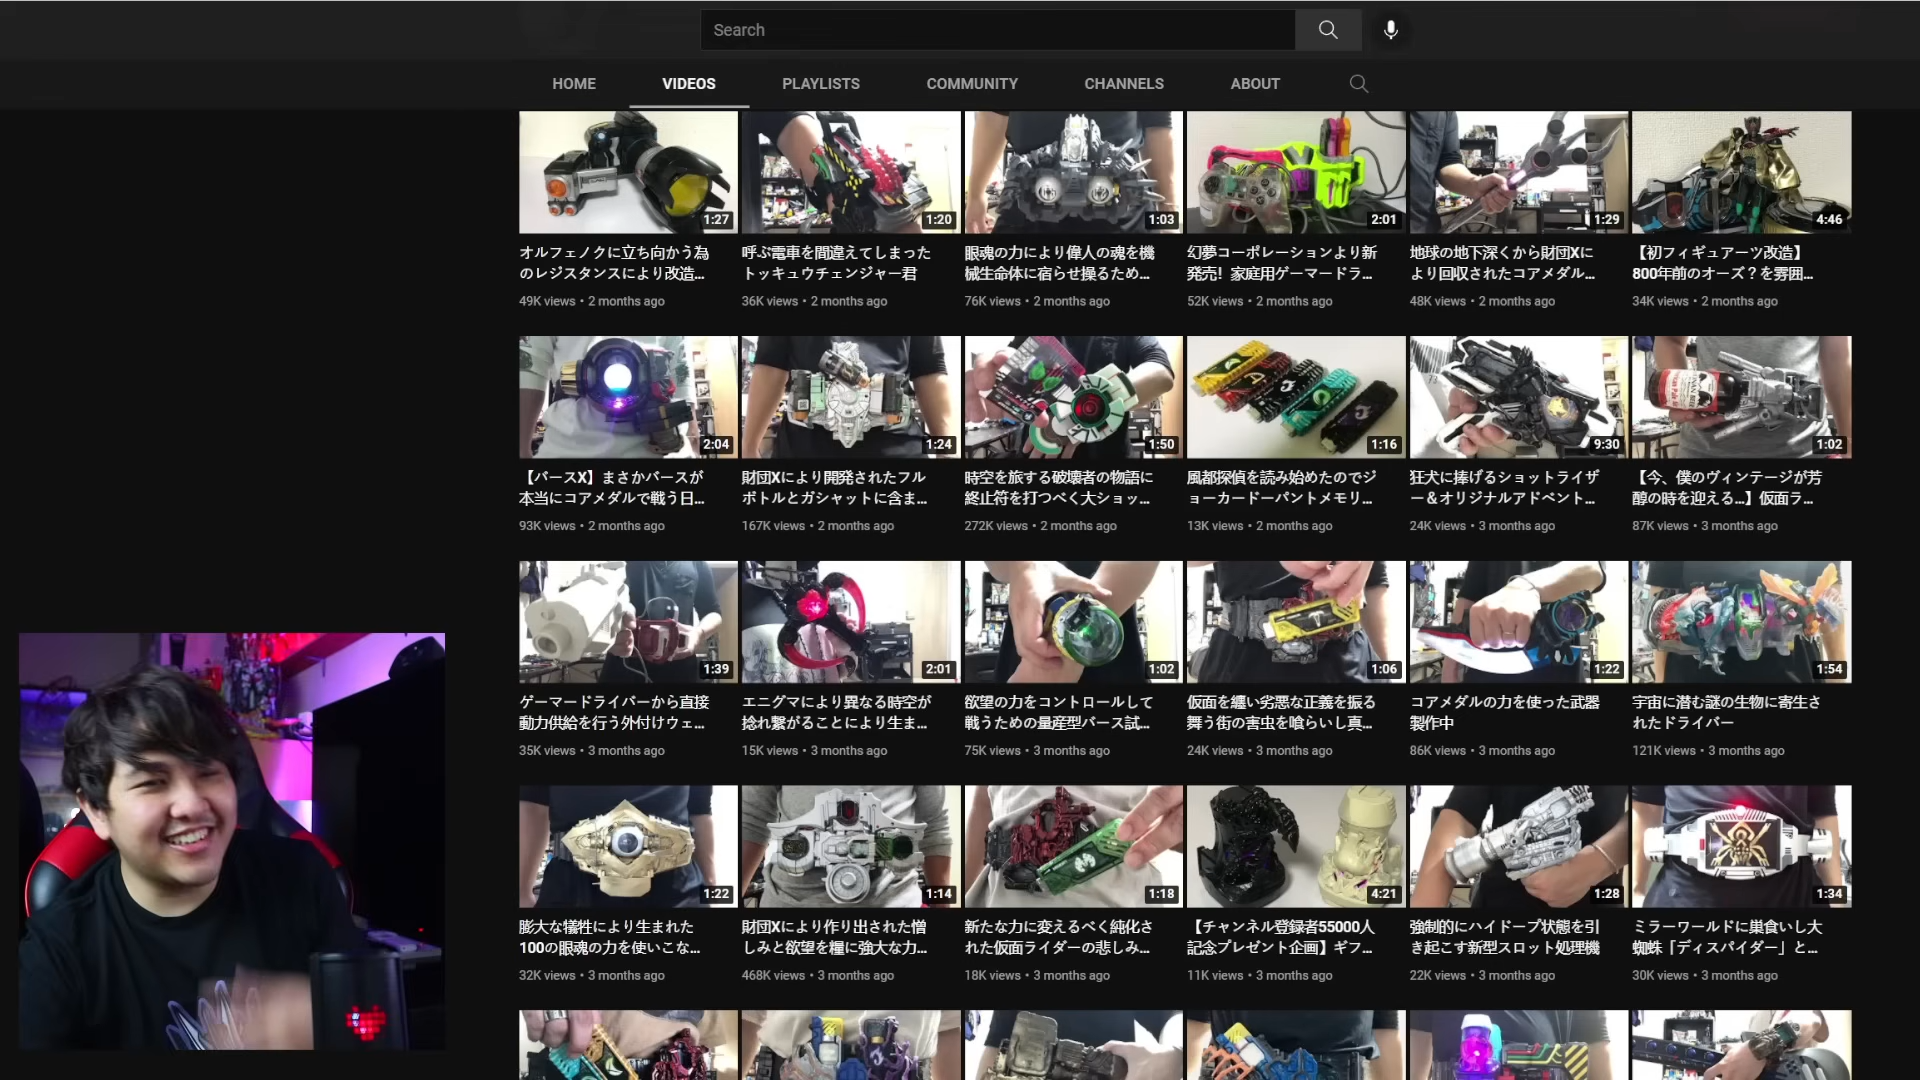 Search
HOME VIDEOS PLAYLISTS COMMUNITY CHANNELS ABOUT
1:27
オルフェノクに立ち向かう為
のレジスタンスにより改造...
49K views • 2 months ago
1:20
呼ぶ電車を間違えてしまった
トッキュウチェンジャー君
36K views • 2 months ago
1:03
眼魂の力により偉人の魂を機
械生命体に宿らせ操るため...
76K views • 2 months ago
2:01
幻夢コーポレーションより新
発売！家庭用ゲーマードラ...
52K views • 2 months ago
1:29
地球の地下深くから財団Xに
より回収されたコアメダル...
48K views • 2 months ago
4:46
【初フィギュアーツ改造】
800年前のオーズ？を雰囲...
34K views • 2 months ago
2:04
【バースX】まさかバースが
本当にコアメダルで戦う日...
93K views • 2 months ago
1:24
財団Xにより開発されたフル
ボトルとガシャットに含ま...
167K views • 2 months ago
1:50
時空を旅する破壊者の物語に
終止符を打つべく大ショッ...
272K views • 2 months ago
1:16
風都探偵を読み始めたのでジ
ョーカードーパントメモリ...
13K views • 2 months ago
9:30
狂犬に捧げるショットライザ
ー＆オリジナルアドベント...
24K views • 3 months ago
1:02
【今、僕のヴィンテージが芳
醇の時を迎える...】仮面ラ...
87K views • 3 months ago
1:39
ゲーマードライバーから直接
動力供給を行う外付けウェ...
35K views • 3 months ago
2:01
エニグマにより異なる時空が
捻れ繋がることにより生ま...
15K views • 3 months ago
1:02
欲望の力をコントロールして
戦うための量産型バース試...
75K views • 3 months ago
1:06
仮面を纏い劣悪な正義を振る
舞う街の害虫を喰らいし真...
24K views • 3 months ago
1:22
コアメダルの力を使った武器
製作中
86K views • 3 months ago
1:54
宇宙に潜む謎の生物に寄生さ
れたドライバー
121K views • 3 months ago
1:22
膨大な犠牲により生まれた
100の眼魂の力を使いこな...
32K views • 3 months ago
1:14
財団Xにより作り出された憎
しみと欲望を糧に強大な力...
468K views • 3 months ago
1:18
新たな力に変えるべく純化さ
れた仮面ライダーの悲しみ...
18K views • 3 months ago
4:21
【チャンネル登録者55000人
記念プレゼント企画】ギフ...
11K views • 3 months ago
1:28
強制的にハイドープ状態を引
き起こす新型スロット処理機
22K views • 3 months ago
1:34
ミラーワールドに巣食いし大
蜘蛛「ディスパイダー」と...
30K views • 3 months ago